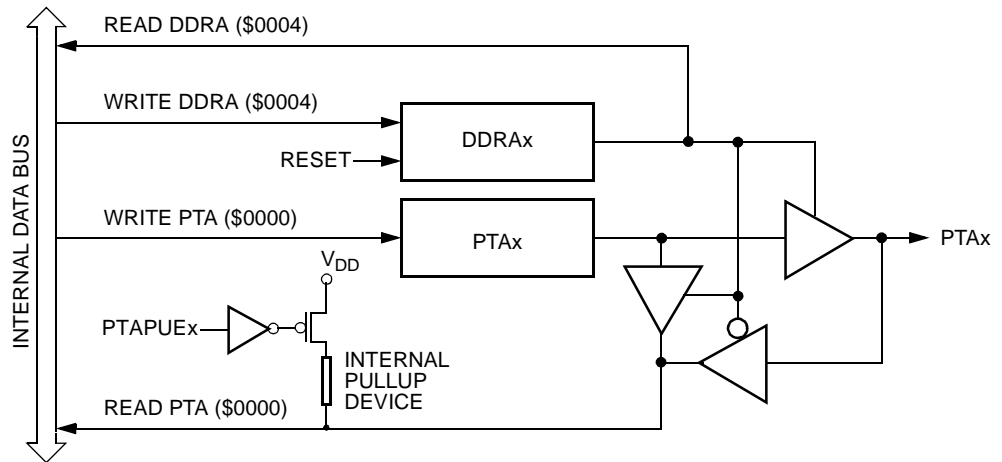 READ DDRA ($0004)
WRITE DDRA ($0004)
DDRAx
RESET
WRITE PTA ($0000)
PTAx
PTAx
VDD
PTAPUEx
INTERNAL
PULLUP
DEVICE
READ PTA ($0000)
INTERNAL DATA BUS